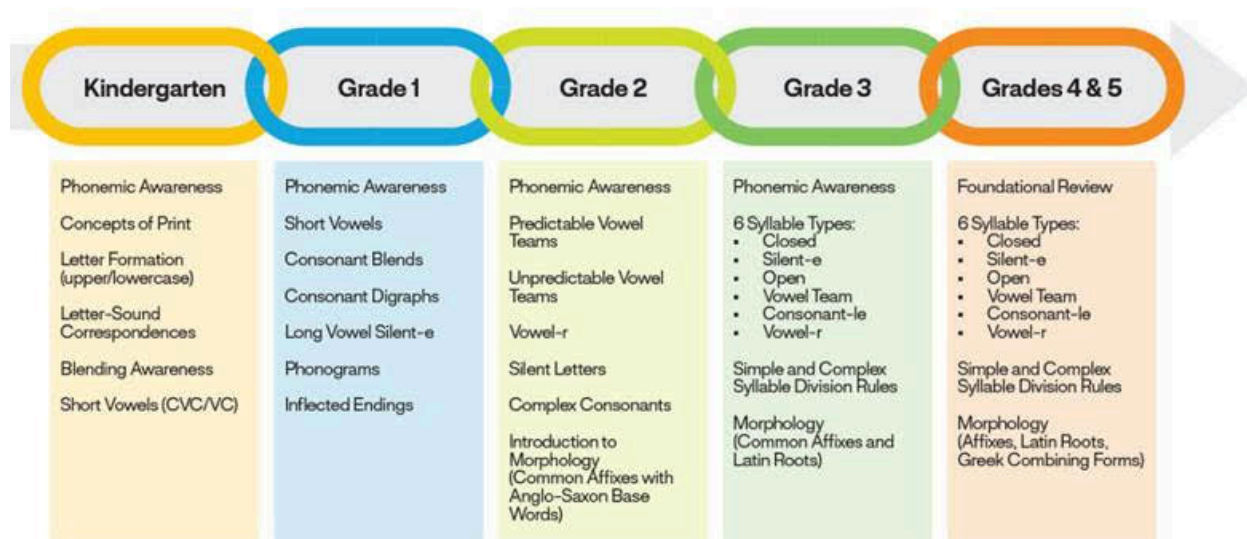 Kindergarten
Grade 1
Grade 2
Grade 3
Grades 4 & 5
Phonemic Awareness
Concepts of Print
Letter Formation
(upper/lowercase)
Letter-Sound
Correspondences
Blending Awareness
Short Vowels (CVC/VC)
Phonemic Awareness
Short Vowels
Consonant Blends
Consonant Digraphs
Long Vowel Silent-e
Phonograms
Inflected Endings
Phonemic Awareness
Predictable Vowel
Teams
Unpredictable Vowel
Teams
Vowel-r
Silent Letters
Complex Consonants
Introduction to
Morphology
(Common Affixes with
Anglo-Saxon Base
Words)
Phonemic Awareness
6 Syllable Types:
• Closed
• Silent-e
• Open
• Vowel Team
• Consonant-le
• Vowel-r
Simple and Complex
Syllable Division Rules
Morphology
(Common Affixes and
Latin Roots)
Foundational Review
6 Syllable Types:
• Closed
• Silent-e
• Open
• Vowel Team
• Consonant-le
• Vowel-r
Simple and Complex
Syllable Division Rules
Morphology
(Affixes, Latin Roots,
Greek Combining Forms)